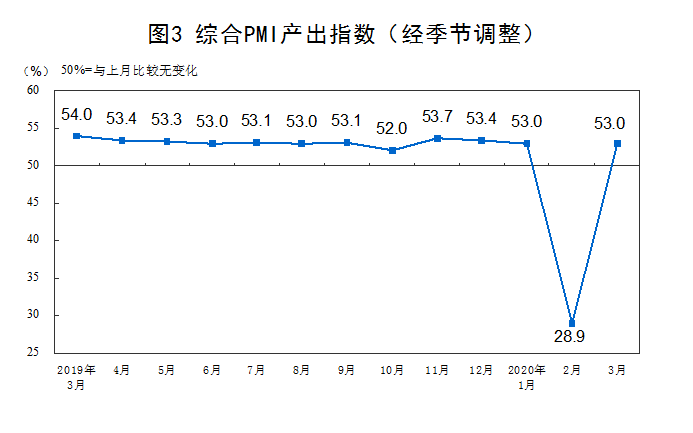 图3 综合PMI产出指数（经季节调整）
（%） 50%=与上月比较无变化
60
55
50
45
40
35
30
25
54.0 53.4 53.3 53.0 53.1 53.0 53.1 52.0 53.7 53.4 53.0 28.9 53.0
2019年 4月 5月 6月 7月 8月 9月 10月 11月 12月 2020年 2月 3月
3月 1月